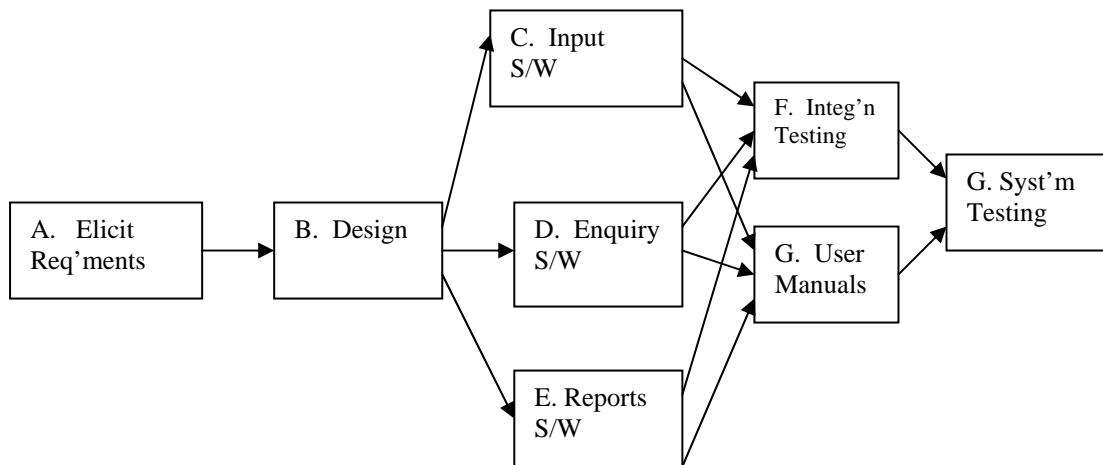 A. Elicit
Req’ments
B. Design
C. Input
S/W
D. Enquiry
S/W
E. Reports
S/W
F. Integ’n
Testing
G. User
Manuals
G. Syst’m
Testing